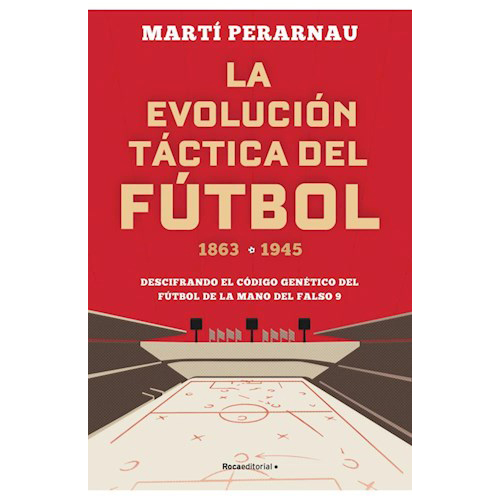 MARTÍ PERARNAU
LA
EVOLUCIÓN
TÁCTICA DEL
FÚTBOL
1863 1945
DESCIFRANDO EL CÓDIGO GENÉTICO DEL
FÚTBOL DE LA MANO DEL FALSO 9
Rocaeditorial